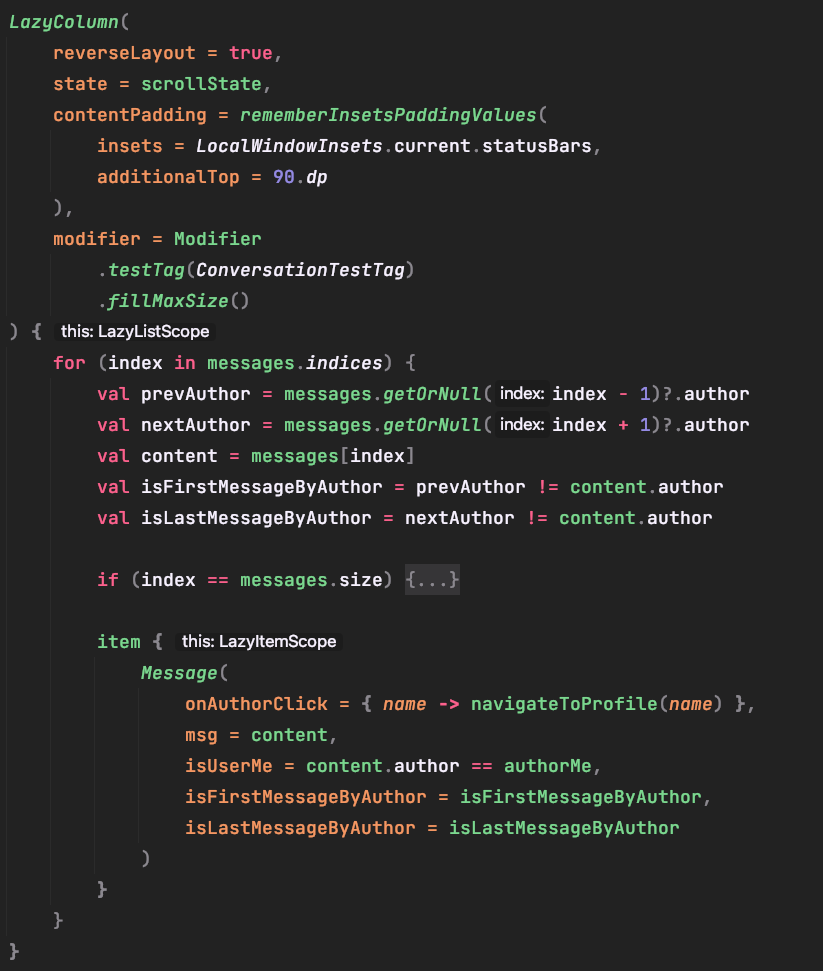 LazyColumn(
    reverseLayout = true,
    state = scrollState,
    contentPadding = rememberInsetsPaddingValues(
        insets = LocalWindowInsets.current.statusBars,
        additionalTop = 90.dp
    ),
    modifier = Modifier
        .testTag(ConversationTestTag)
        .fillMaxSize()
) { this: LazyListScope
    for (index in messages.indices) {
        val prevAuthor = messages.getOrNull( index: index - 1)?.author
        val nextAuthor = messages.getOrNull( index: index + 1)?.author
        val content = messages[index]
        val isFirstMessageByAuthor = prevAuthor != content.author
        val isLastMessageByAuthor = nextAuthor != content.author

        if (index == messages.size) {...}

        item { this: LazyItemScope
            Message(
                onAuthorClick = { name -> navigateToProfile(name) },
                msg = content,
                isUserMe = content.author == authorMe,
                isFirstMessageByAuthor = isFirstMessageByAuthor,
                isLastMessageByAuthor = isLastMessageByAuthor
            )
        }
    }
}